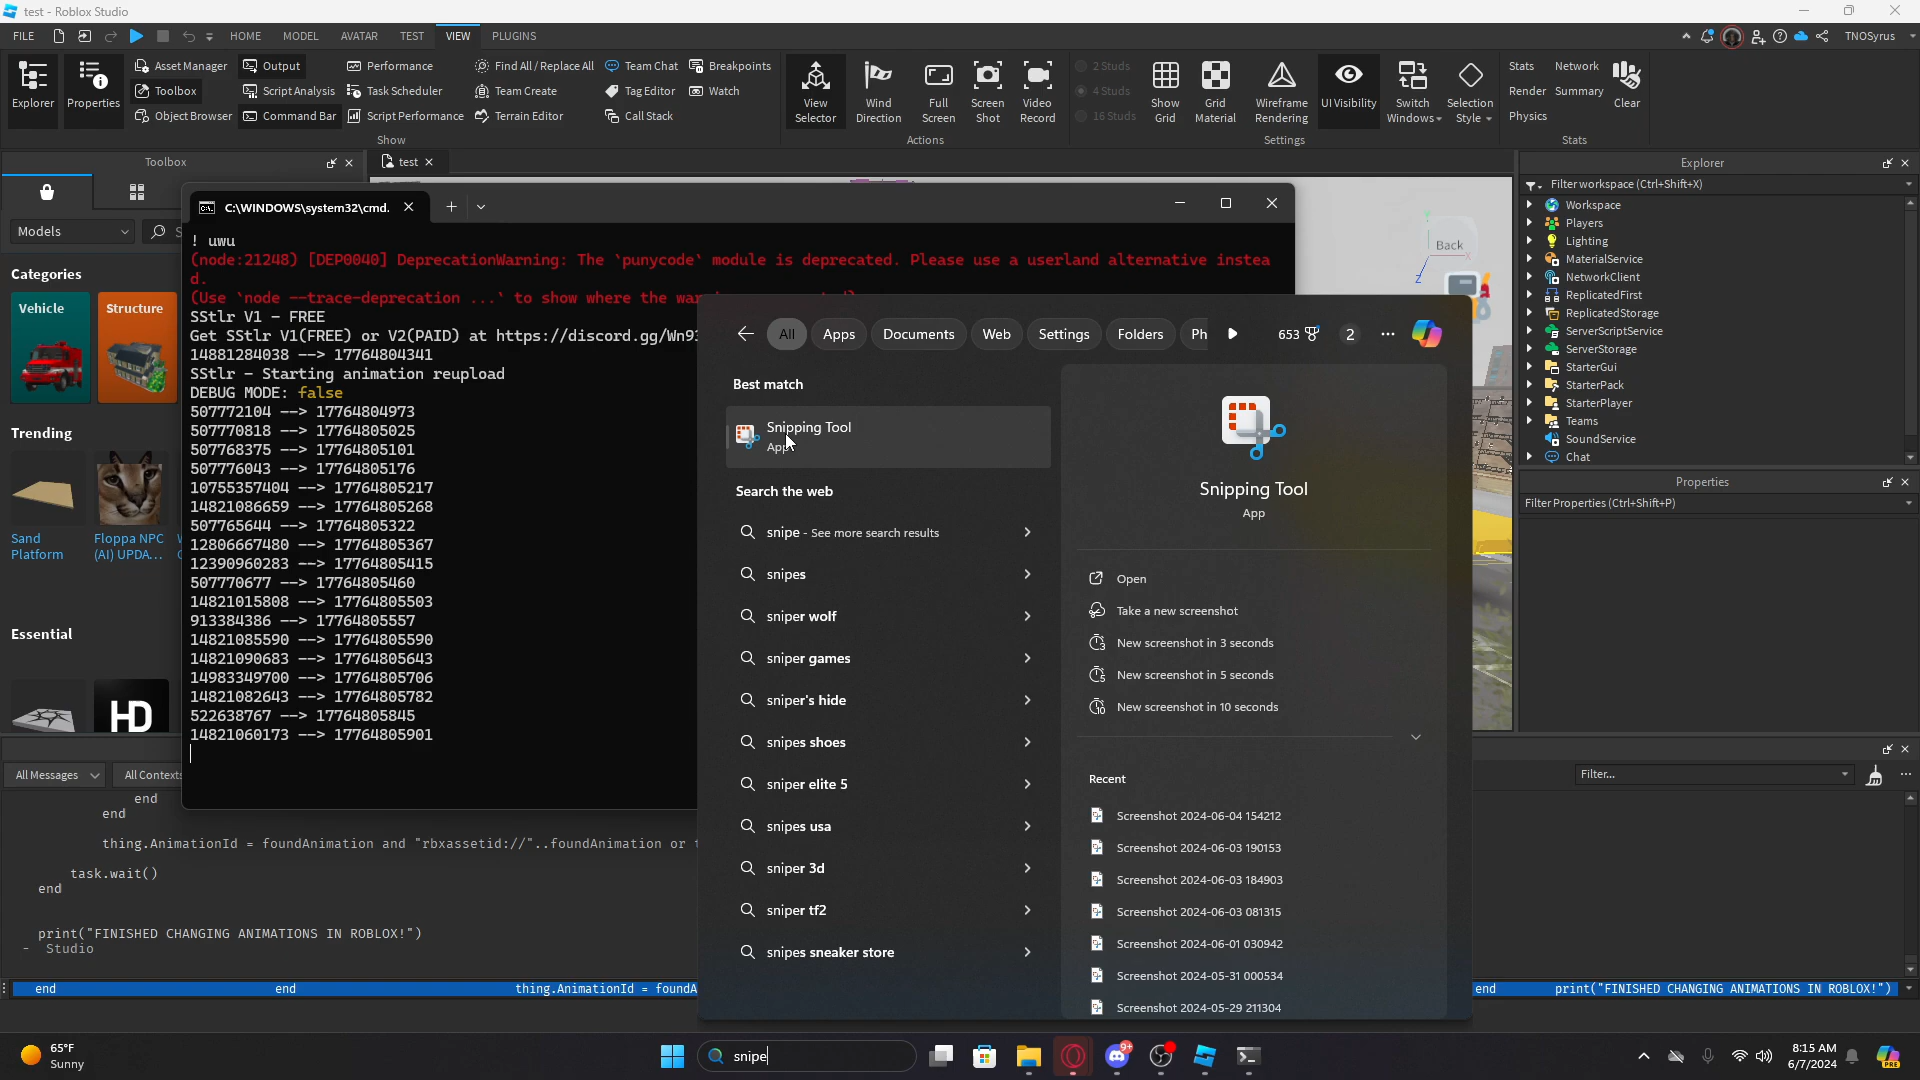 test - Roblox Studio
FILE HOME MODEL AVATAR TEST VIEW PLUGINS TNOSyrus
Explorer
Properties
Asset Manager
Toolbox
Object Browser
Output
Script Analysis
Command Bar
Performance
Task Scheduler
Script Performance
Find All / Replace All
Team Create
Terrain Editor
Team Chat
Tag Editor
Call Stack
Breakpoints
Watch
Show
View
Selector
Wind
Direction
Full
Screen
Screen
Shot
Video
Record
Actions
2 Studs
4 Studs
16 Studs
Show
Grid
Grid
Material
Wireframe
Rendering
UI Visibility
Switch
Windows
Selection
Style
Settings
Stats
Render
Physics
Network
Summary
Clear
Stats
Toolbox
test
Models
S
Categories
Vehicle
Structure
Trending
Sand
Platform
Floppa NPC
(AI) UPDA...
Essential
HD
C:\WINDOWS\system32\cmd.
! uwu
(node:21248) [DEP0040] DeprecationWarning: The `punycode` module is deprecated. Please use a userland alternative instea
d.
(Use `node --trace-deprecation ...` to show where the
SStlr V1 - FREE
Get SStlr V1(FREE) or V2(PAID) at https://discord.gg/Wn9
14881284038 --> 17764804341
SStlr - Starting animation reupload
DEBUG MODE: false
507772104 --> 17764804973
507770818 --> 17764805025
507768375 --> 17764805101
507776043 --> 17764805176
10755357404 --> 17764805217
14821086659 --> 17764805268
507765644 --> 17764805322
12806667480 --> 17764805367
12390960283 --> 17764805415
507770677 --> 17764805460
14821015808 --> 17764805503
913384386 --> 17764805557
14821085590 --> 17764805590
14821090683 --> 17764805643
14983349700 --> 17764805706
14821082643 --> 17764805782
522638767 --> 17764805845
14821060173 --> 17764805901
All Apps Documents Web Settings Folders Ph 653 2
Best match
Snipping Tool
App
Search the web
snipe - See more search results
snipes
sniper wolf
sniper games
sniper's hide
snipes shoes
sniper elite 5
snipes usa
sniper 3d
sniper tf2
snipes sneaker store
Snipping Tool
App
Open
Take a new screenshot
New screenshot in 3 seconds
New screenshot in 5 seconds
New screenshot in 10 seconds
Recent
Screenshot 2024-06-04 154212
Screenshot 2024-06-03 190153
Screenshot 2024-06-03 184903
Screenshot 2024-06-03 081315
Screenshot 2024-06-01 030942
Screenshot 2024-05-31 000534
Screenshot 2024-05-29 211304
Back
Z
Explorer
Filter workspace (Ctrl+Shift+X)
Workspace
Players
Lighting
MaterialService
NetworkClient
ReplicatedFirst
ReplicatedStorage
ServerScriptService
ServerStorage
StarterGui
StarterPack
StarterPlayer
Teams
SoundService
Chat
Properties
Filter Properties (Ctrl+Shift+P)
Filter...
All Messages
All Contexts
end
end
thing.AnimationId = foundAnimation and "rbxassetid://"..foundAnimation or
task.wait()
end
print("FINISHED CHANGING ANIMATIONS IN ROBLOX!")
- Studio
end end thing.AnimationId = foundA end print("FINISHED CHANGING ANIMATIONS IN ROBLOX!")
65°F
Sunny
snipe
9+
8:15 AM
6/7/2024
PRE